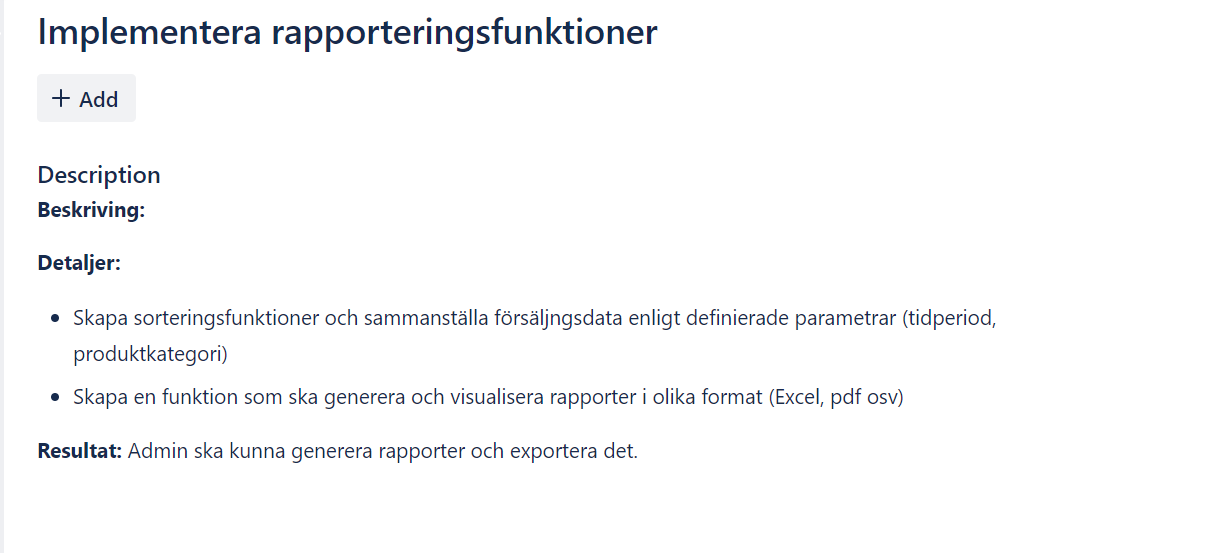 Implementera rapporteringsfunktioner
+ Add
Description
Beskriving:
Detaljer:
• Skapa sorteringsfunktioner och sammanställa försäljngsdata enligt definierade parametrar (tidperiod,
produktkategori)
• Skapa en funktion som ska generera och visualisera rapporter i olika format (Excel, pdf osv)
Resultat: Admin ska kunna generera rapporter och exportera det.